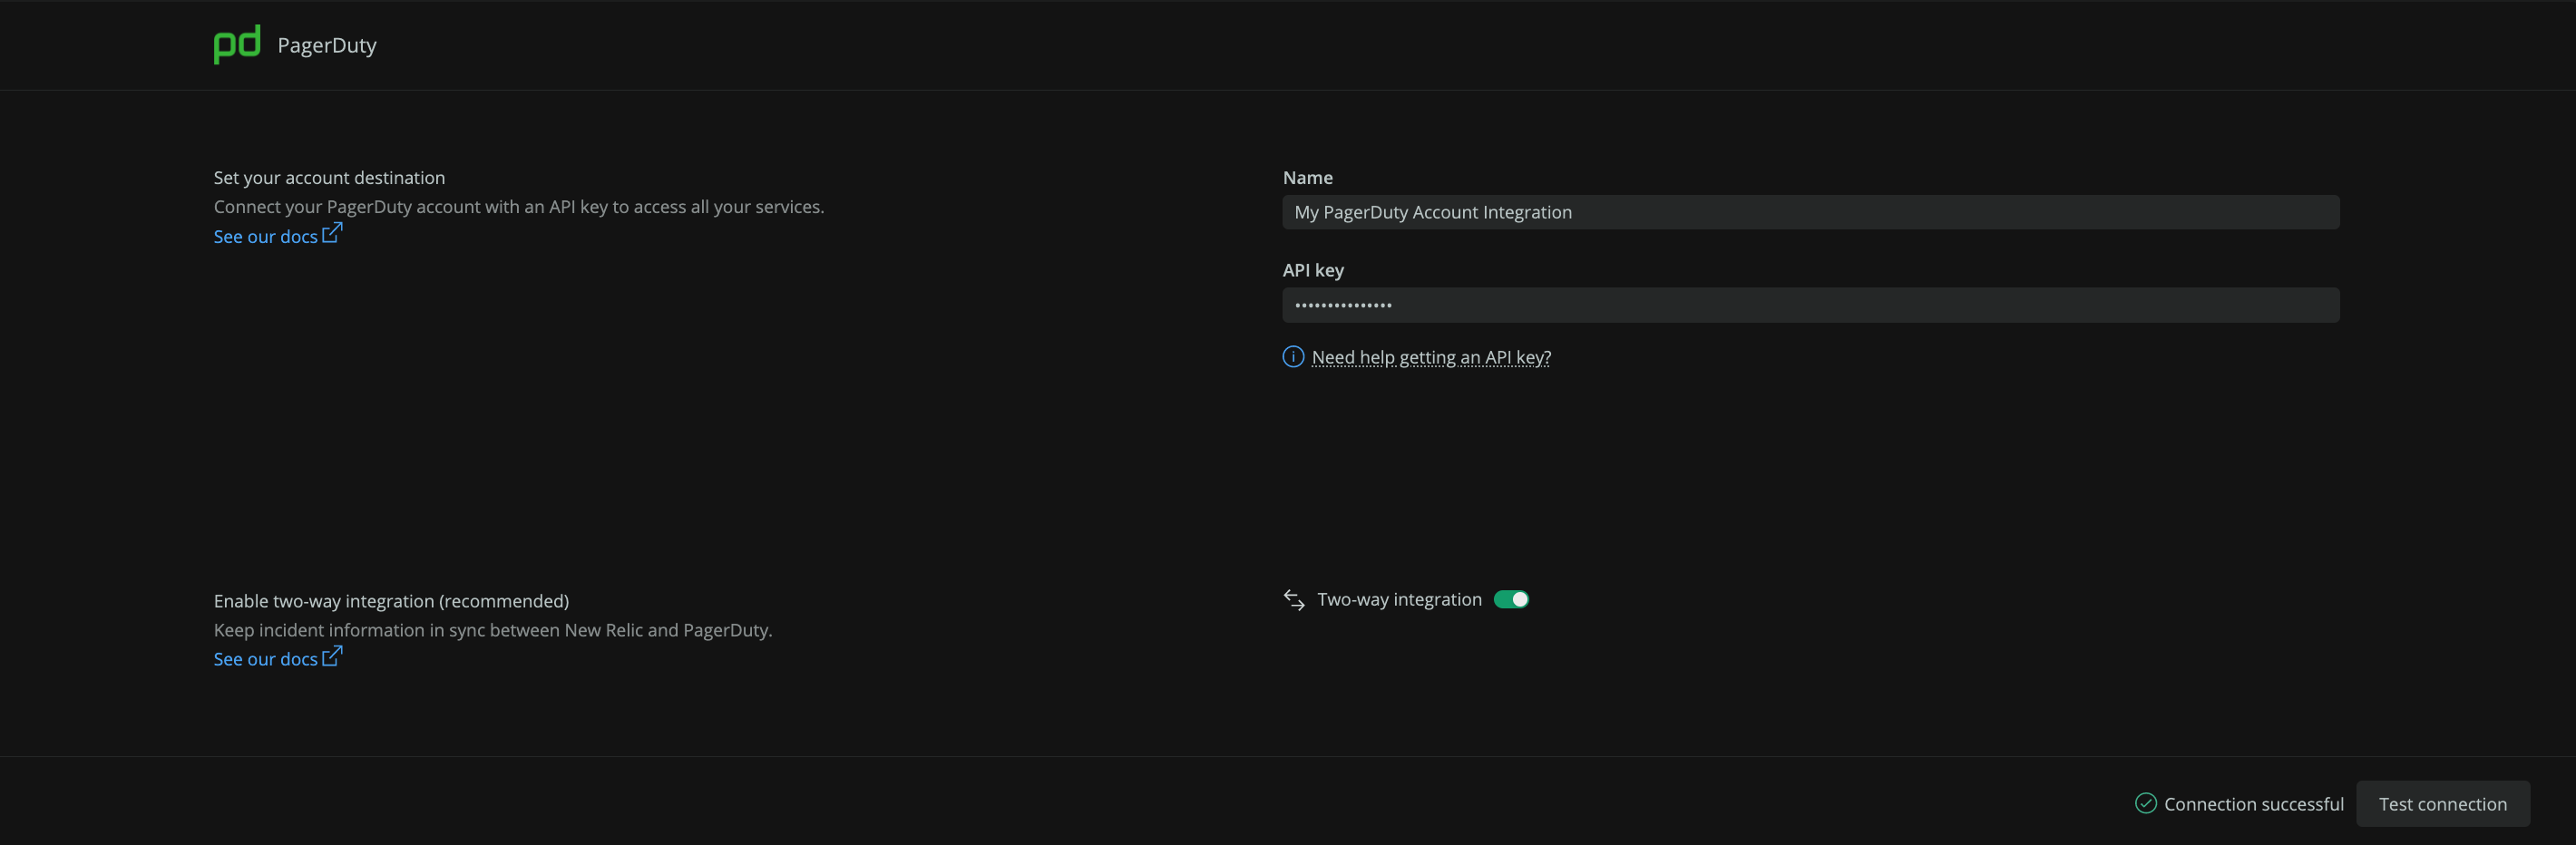 pd PagerDuty
Set your account destination
Connect your PagerDuty account with an API key to access all your services.
See our docs
Name
My PagerDuty Account Integration
API key
•••••••••••••••
Need help getting an API key?
Enable two-way integration (recommended)
Keep incident information in sync between New Relic and PagerDuty.
See our docs
Two-way integration
Connection successful
Test connection